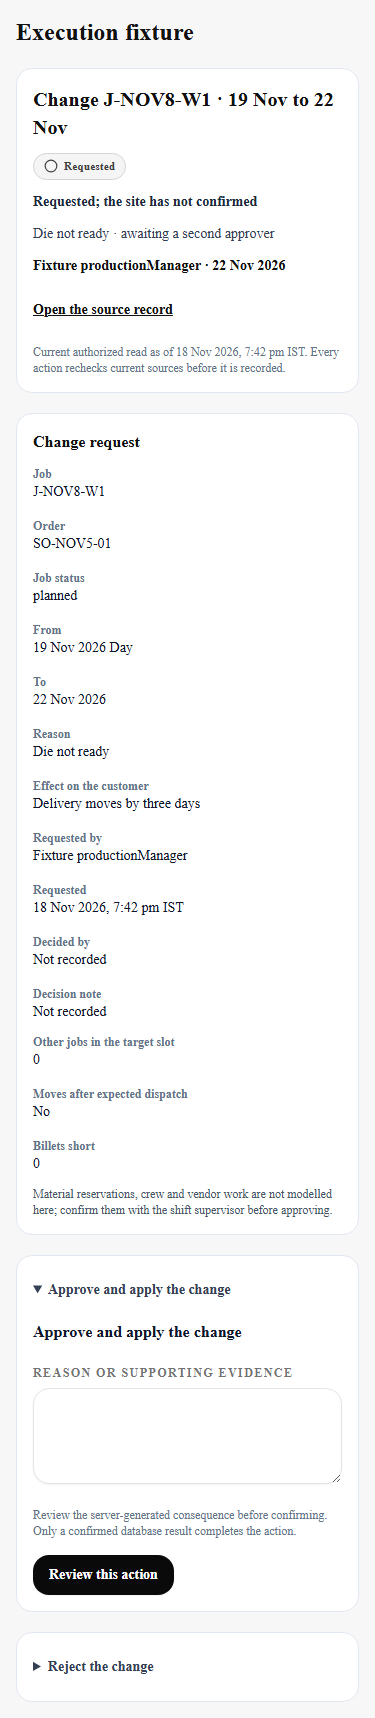 Execution fixture
Change J-NOV8-W1 · 19 Nov to 22
Nov
Requested
Requested; the site has not confirmed
Die not ready · awaiting a second approver
Fixture productionManager · 22 Nov 2026
Open the source record
Current authorized read as of 18 Nov 2026, 7:42 pm IST. Every
action rechecks current sources before it is recorded.
Change request
Job
J-NOV8-W1
Order
SO-NOV5-01
Job status
planned
From
19 Nov 2026 Day
To
22 Nov 2026
Reason
Die not ready
Effect on the customer
Delivery moves by three days
Requested by
Fixture productionManager
Requested
18 Nov 2026, 7:42 pm IST
Decided by
Not recorded
Decision note
Not recorded
Other jobs in the target slot
0
Moves after expected dispatch
No
Billets short
0
Material reservations, crew and vendor work are not modelled
here; confirm them with the shift supervisor before approving.
Approve and apply the change
Approve and apply the change
REASON OR SUPPORTING EVIDENCE
Review the server-generated consequence before confirming.
Only a confirmed database result completes the action.
Review this action
Reject the change